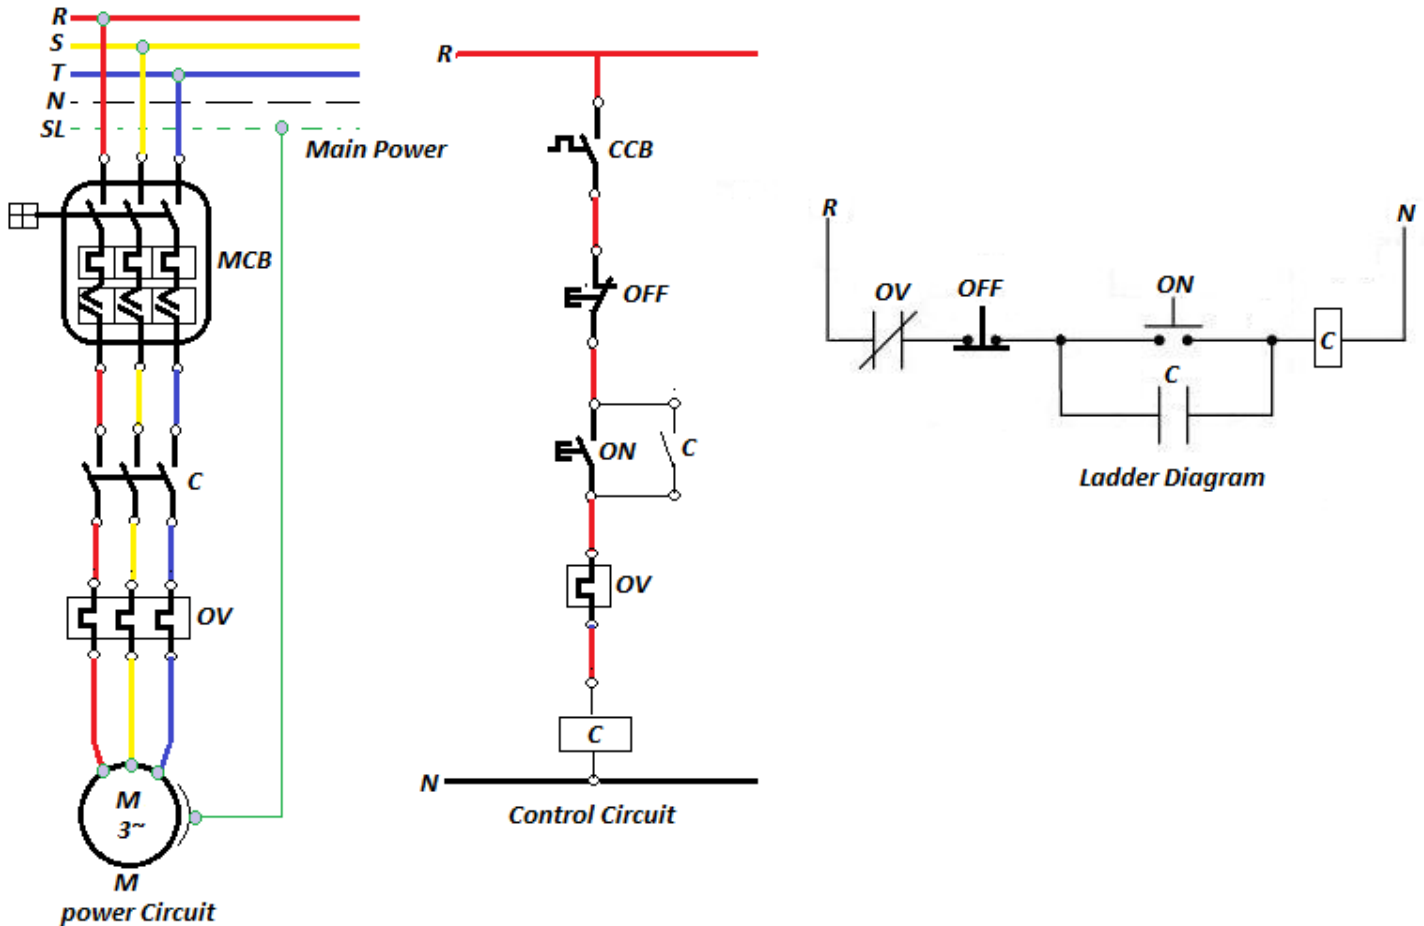 R
S
T
N
SL
Main Power
MCB
C
OV
M
3~
M
power Circuit
R
CCB
OFF
ON
C
OV
C
N
Control Circuit
R
N
OV
OFF
ON
C
C
Ladder Diagram